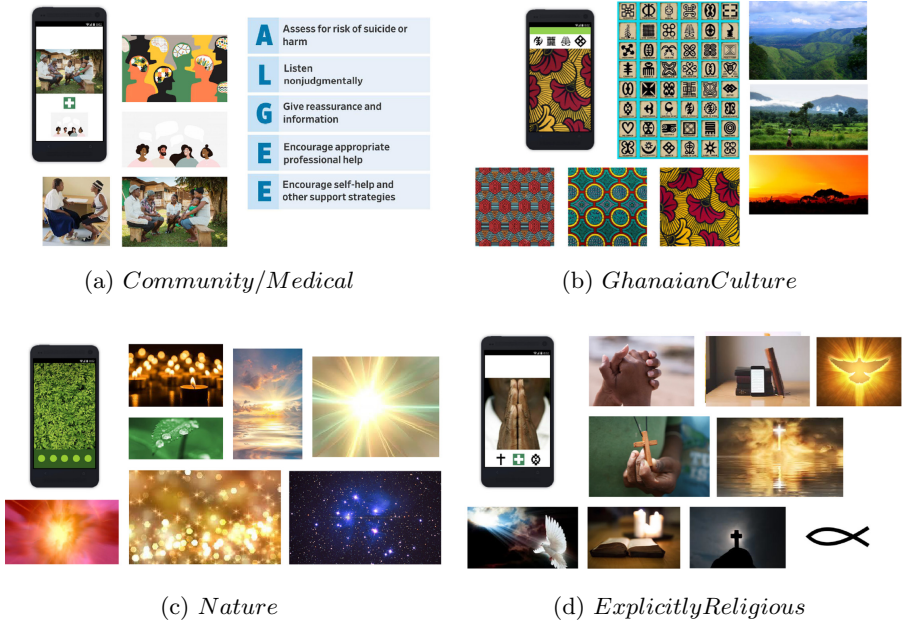 A
Assess for risk of suicide or
harm
L
Listen
nonjudgmentally
G
Give reassurance and
information
E
Encourage appropriate
professional help
E
Encourage self-help and
other support strategies
(a) Community/Medical
(b) GhanaianCulture
(c) Nature
(d) ExplicitlyReligious